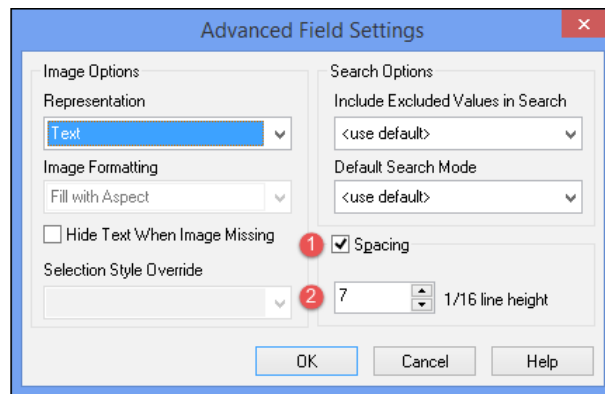 Advanced Field Settings
Image Options
Representation
Text
Image Formatting
Fill with Aspect
Hide Text When Image Missing
Selection Style Override
Search Options
Include Excluded Values in Search
<use default>
Default Search Mode
<use default>
1 Spacing
2 7 1/16 line height
OK Cancel Help